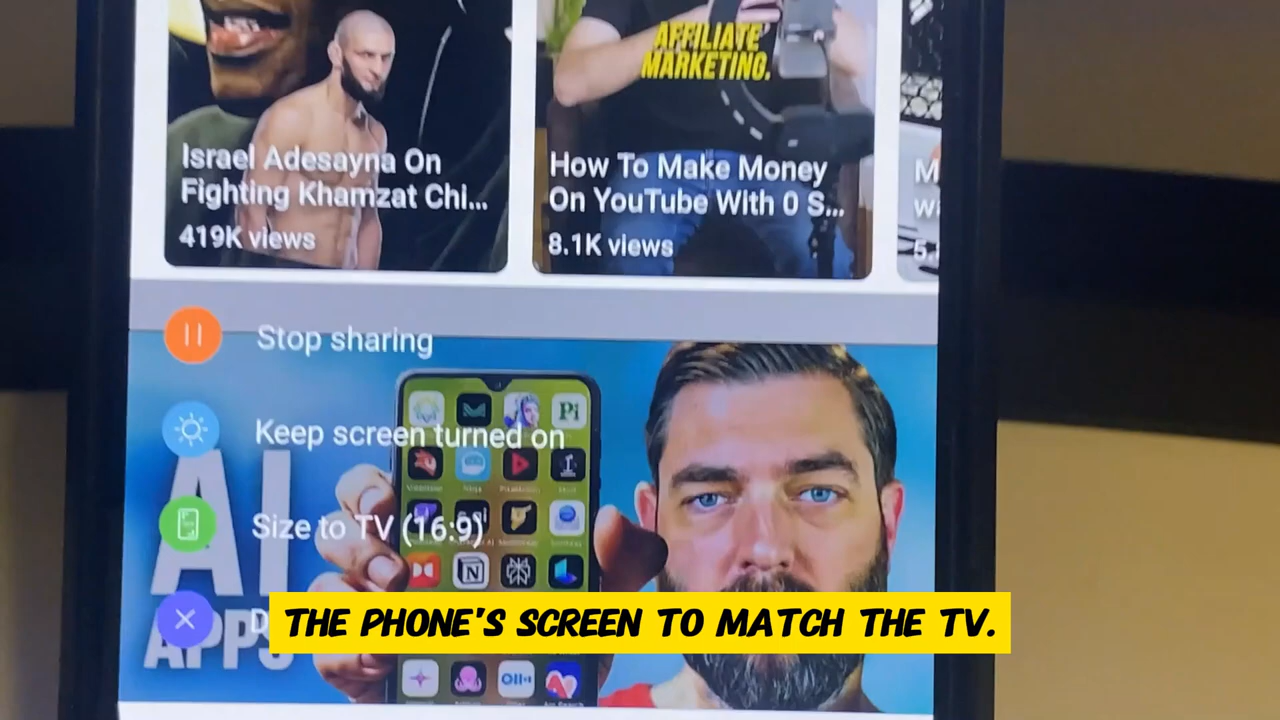 AFFILIATE
MARKETING.
Israel Adesayna On
Fighting Khamzat Chi...
419K views
How To Make Money
On YouTube With 0 S...
8.1K views
Stop sharing
Keep screen turned on
Pi
AI
Size to TV (16:9)
APPS
THE PHONE'S SCREEN TO MATCH THE TV.